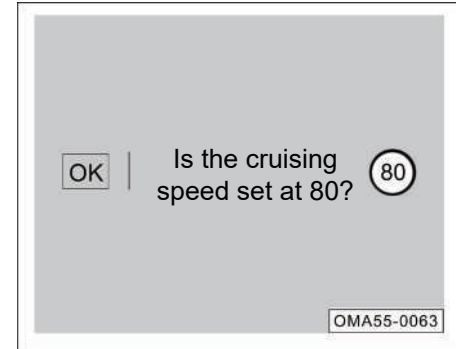 OK
Is the cruising
speed set at 80?
80
OMA55-0063